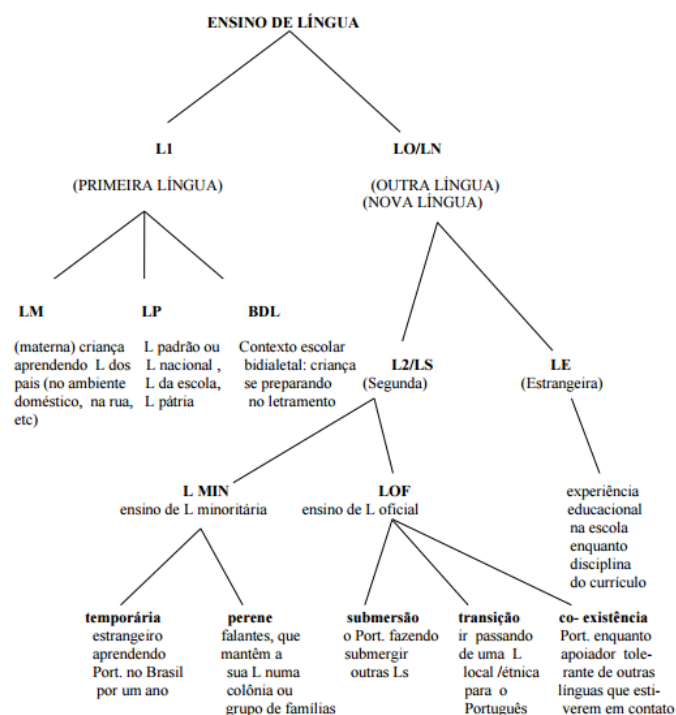 ENSINO DE LÍNGUA
L1
(PRIMEIRA LÍNGUA)
LO/LN
(OUTRA LÍNGUA)
(NOVA LÍNGUA)
LM
(materna) criança
aprendendo L dos
pais (no ambiente
doméstico, na rua,
etc)
LP
L padrão ou
L nacional ,
L da escola,
L pátria
BDL
Contexto escolar
bidialetal: criança
se preparando
no letramento
L2/LS
(Segunda)
LE
(Estrangeira)
L MIN
ensino de L minoritária
LOF
ensino de L oficial
experiência
educacional
na escola
enquanto
disciplina
do currículo
temporária
estrangeiro
aprendendo
Port. no Brasil
por um ano
perene
falantes, que
mantêm a
sua L numa
colônia ou
grupo de famílias
submersão
o Port. fazendo
submergir
outras Ls
transição
ir passando
de uma L
local /étnica
para o
Português
co- existência
Port. enquanto
apoiador tole-
rante de outras
línguas que esti-
verem em contato